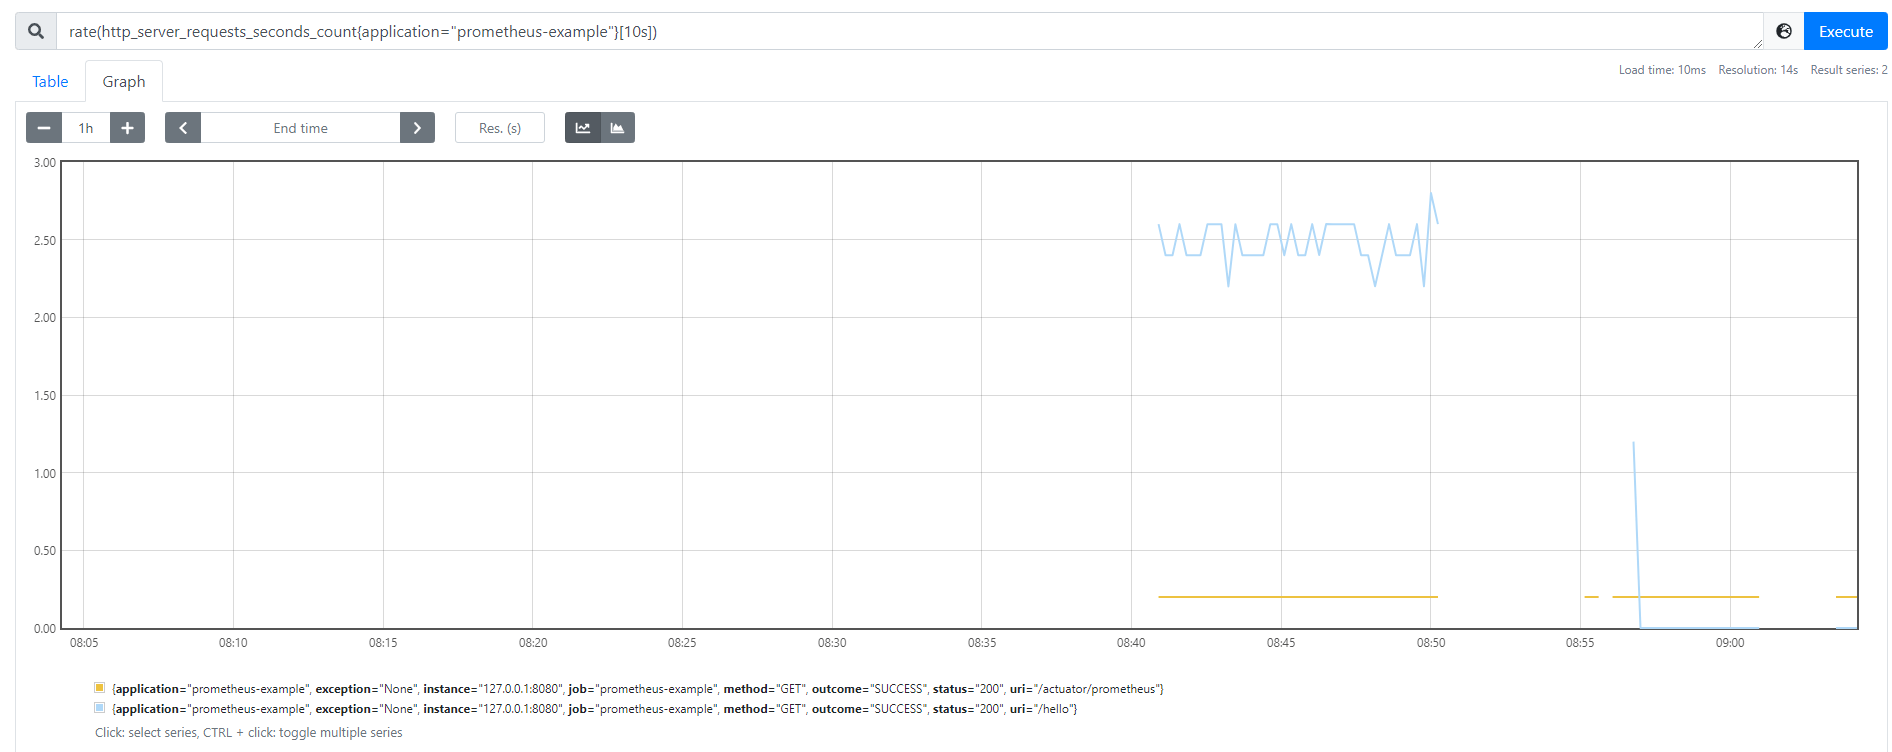 rate(http_server_requests_seconds_count{application="prometheus-example"}[10s])
Execute
Table
Graph
Load time: 10ms Resolution: 14s Result series: 2
1h
End time
Res. (s)
3.00
2.50
2.00
1.50
1.00
0.50
0.00
08:05 08:10 08:15 08:20 08:25 08:30 08:35 08:40 08:45 08:50 08:55 09:00
{application="prometheus-example", exception="None", instance="127.0.0.1:8080", job="prometheus-example", method="GET", outcome="SUCCESS", status="200", uri="/actuator/prometheus"}
{application="prometheus-example", exception="None", instance="127.0.0.1:8080", job="prometheus-example", method="GET", outcome="SUCCESS", status="200", uri="/hello"}
Click: select series, CTRL + click: toggle multiple series